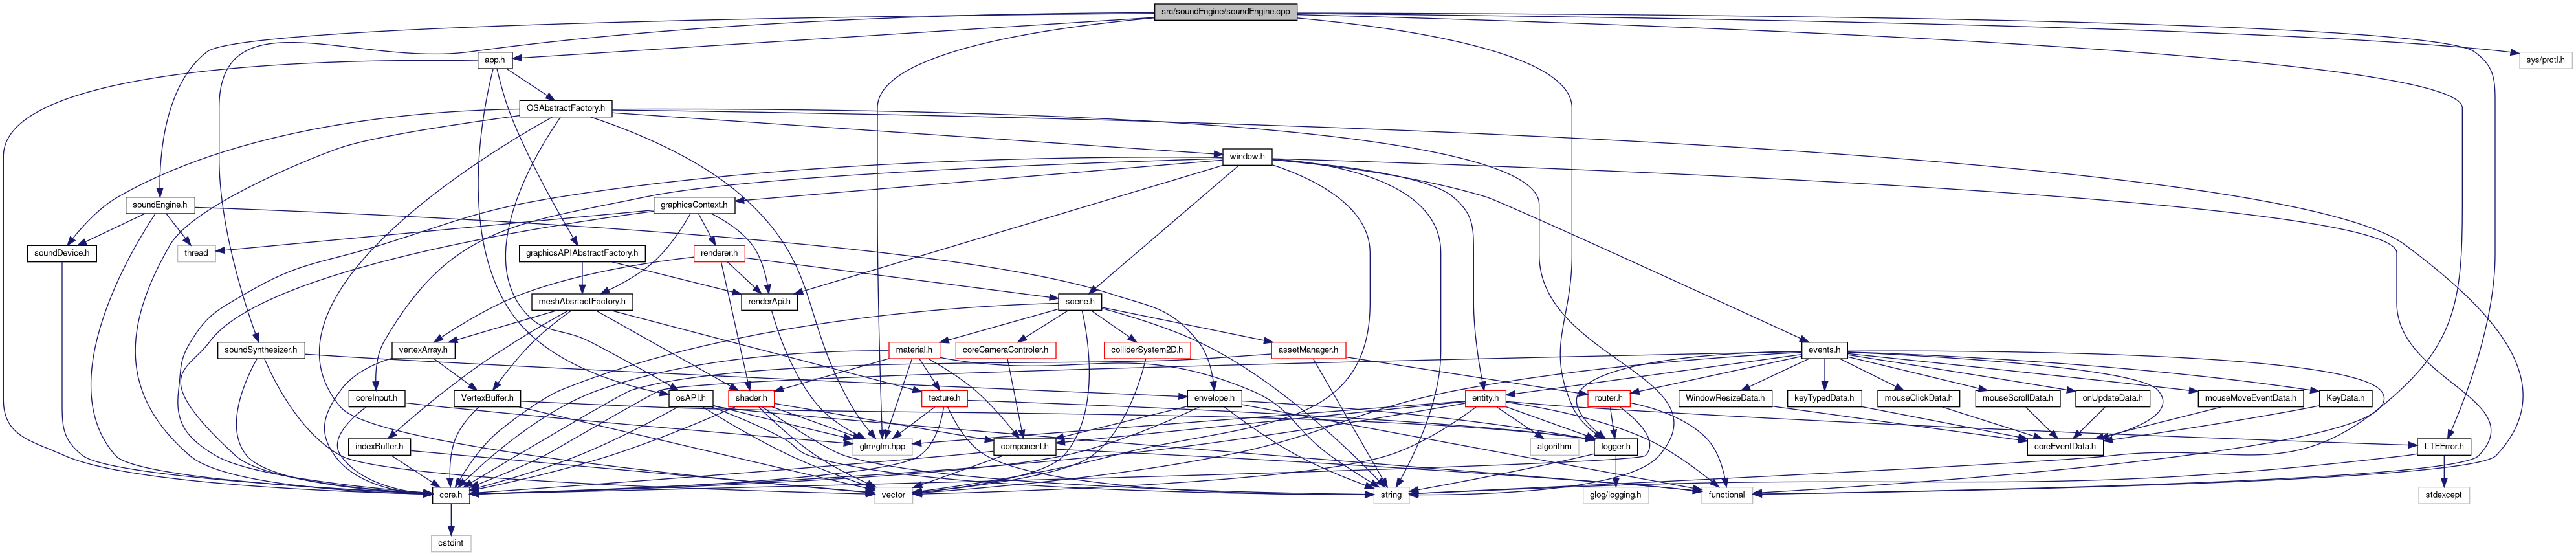 src/soundEngine/soundEngine.cpp
app.h
sys/prctl.h
OSAbstractFactory.h
window.h
soundEngine.h
graphicsContext.h
soundDevice.h
thread
graphicsAPIAbstractFactory.h
renderer.h
meshAbsrtactFactory.h
renderApi.h
scene.h
soundSynthesizer.h
vertexArray.h
material.h
coreCameraControler.h
colliderSystem2D.h
assetManager.h
events.h
coreInput.h
VertexBuffer.h
osAPI.h
shader.h
texture.h
envelope.h
entity.h
router.h
WindowResizeData.h
keyTypedData.h
mouseClickData.h
mouseScrollData.h
onUpdateData.h
mouseMoveEventData.h
KeyData.h
indexBuffer.h
glm/glm.hpp
component.h
algorithm
logger.h
coreEventData.h
LTEError.h
core.h
vector
string
glog/logging.h
functional
stdexcept
cstdint